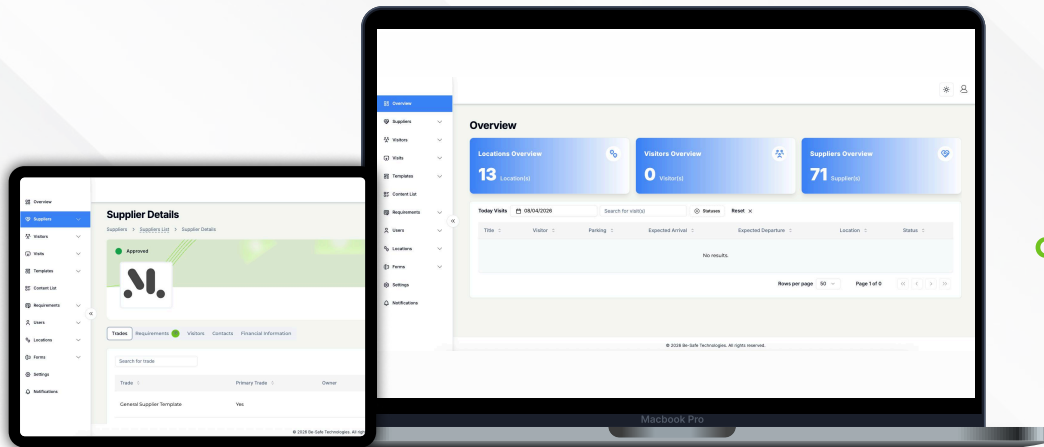 Overview
Suppliers
Visitors
Visits
Templates
Content List
Requirements
Users
Locations
Forms
Settings
Notifications
Overview
Locations Overview
13 Location(s)
Visitors Overview
0 Visitor(s)
Suppliers Overview
71 Supplier(s)
Today Visits 08/04/2026 Search for visit(s) Statuses Reset ×
Title Visitor Parking Expected Arrival Expected Departure Location Status
No results.
Rows per page 50 Page 1 of 0
© 2026 Be-Safe Technologies. All rights reserved.
Macbook Pro
Overview
Suppliers
Visitors
Visits
Templates
Content List
Requirements
Users
Locations
Forms
Settings
Notifications
Supplier Details
Suppliers > Suppliers List > Supplier Details
Approved
Trades Requirements Visitors Contacts Financial Information
Search for trade
Trade Primary Trade Owner
General Supplier Template Yes
© 2026 Be-Safe Technologies. All righ